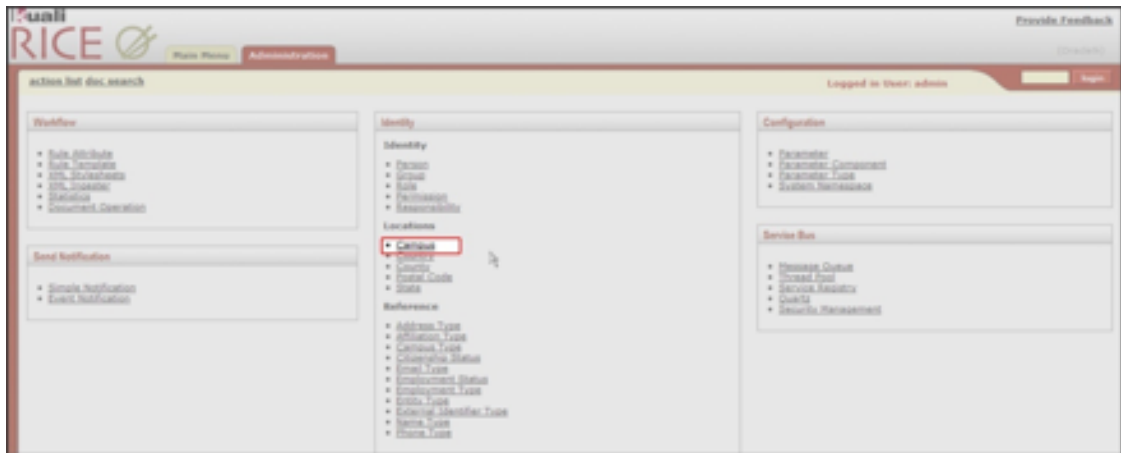 Kuali
RICE
Main Menu
Administration
Provide Feedback
action list doc search
Logged in User: admin
login
Workflow
Rule Attribute
Rule Template
XML Stylesheets
XML Ingester
Statistics
Document Operation
Send Notification
Simple Notification
Event Notification
Identity
Identity
Person
Group
Role
Permission
Responsibility
Locations
Campus
Country
County
Postal Code
State
Reference
Address Type
Affiliation Type
Campus Type
Citizenship Status
Email Type
Employment Status
Employment Type
Entity Type
External Identifier Type
Name Type
Phone Type
Configuration
Parameter
Parameter Component
Parameter Type
System Namespace
Service Bus
Message Queue
Thread Pool
Service Registry
Quartz
Security Management